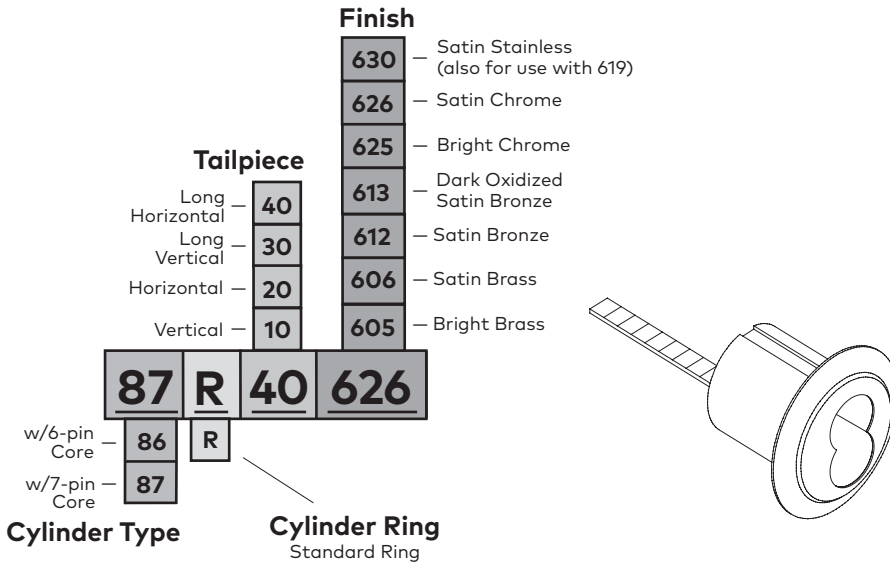 Finish
630
Satin Stainless
(also for use with 619)
626
Satin Chrome
625
Bright Chrome
613
Dark Oxidized
Satin Bronze
612
Satin Bronze
606
Satin Brass
605
Bright Brass
Tailpiece
Long
Horizontal
40
Long
Vertical
30
Horizontal
20
Vertical
10
87 R 40 626
w/6-pin
Core
86
R
w/7-pin
Core
87
Cylinder Type
Cylinder Ring
Standard Ring